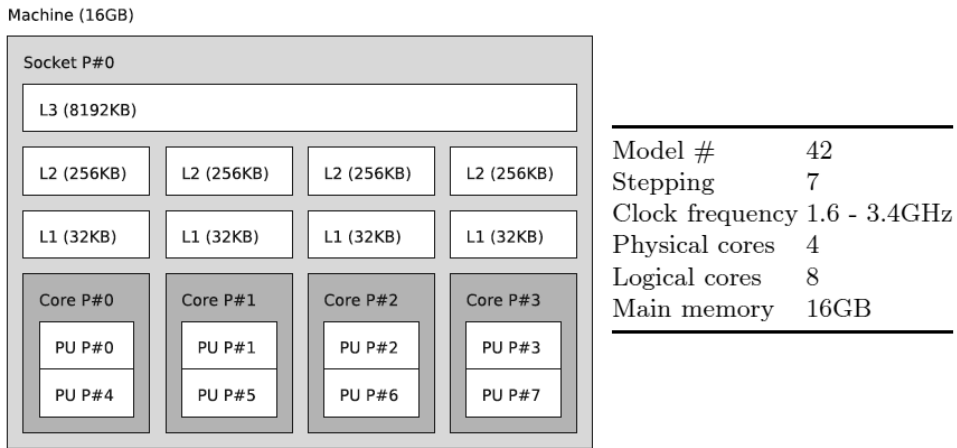 Machine (16GB)
Socket P#0
L3 (8192KB)
L2 (256KB) L2 (256KB) L2 (256KB) L2 (256KB)
L1 (32KB) L1 (32KB) L1 (32KB) L1 (32KB)
Core P#0 Core P#1 Core P#2 Core P#3
PU P#0 PU P#1 PU P#2 PU P#3
PU P#4 PU P#5 PU P#6 PU P#7
Model # 42
Stepping 7
Clock frequency 1.6 - 3.4GHz
Physical cores 4
Logical cores 8
Main memory 16GB